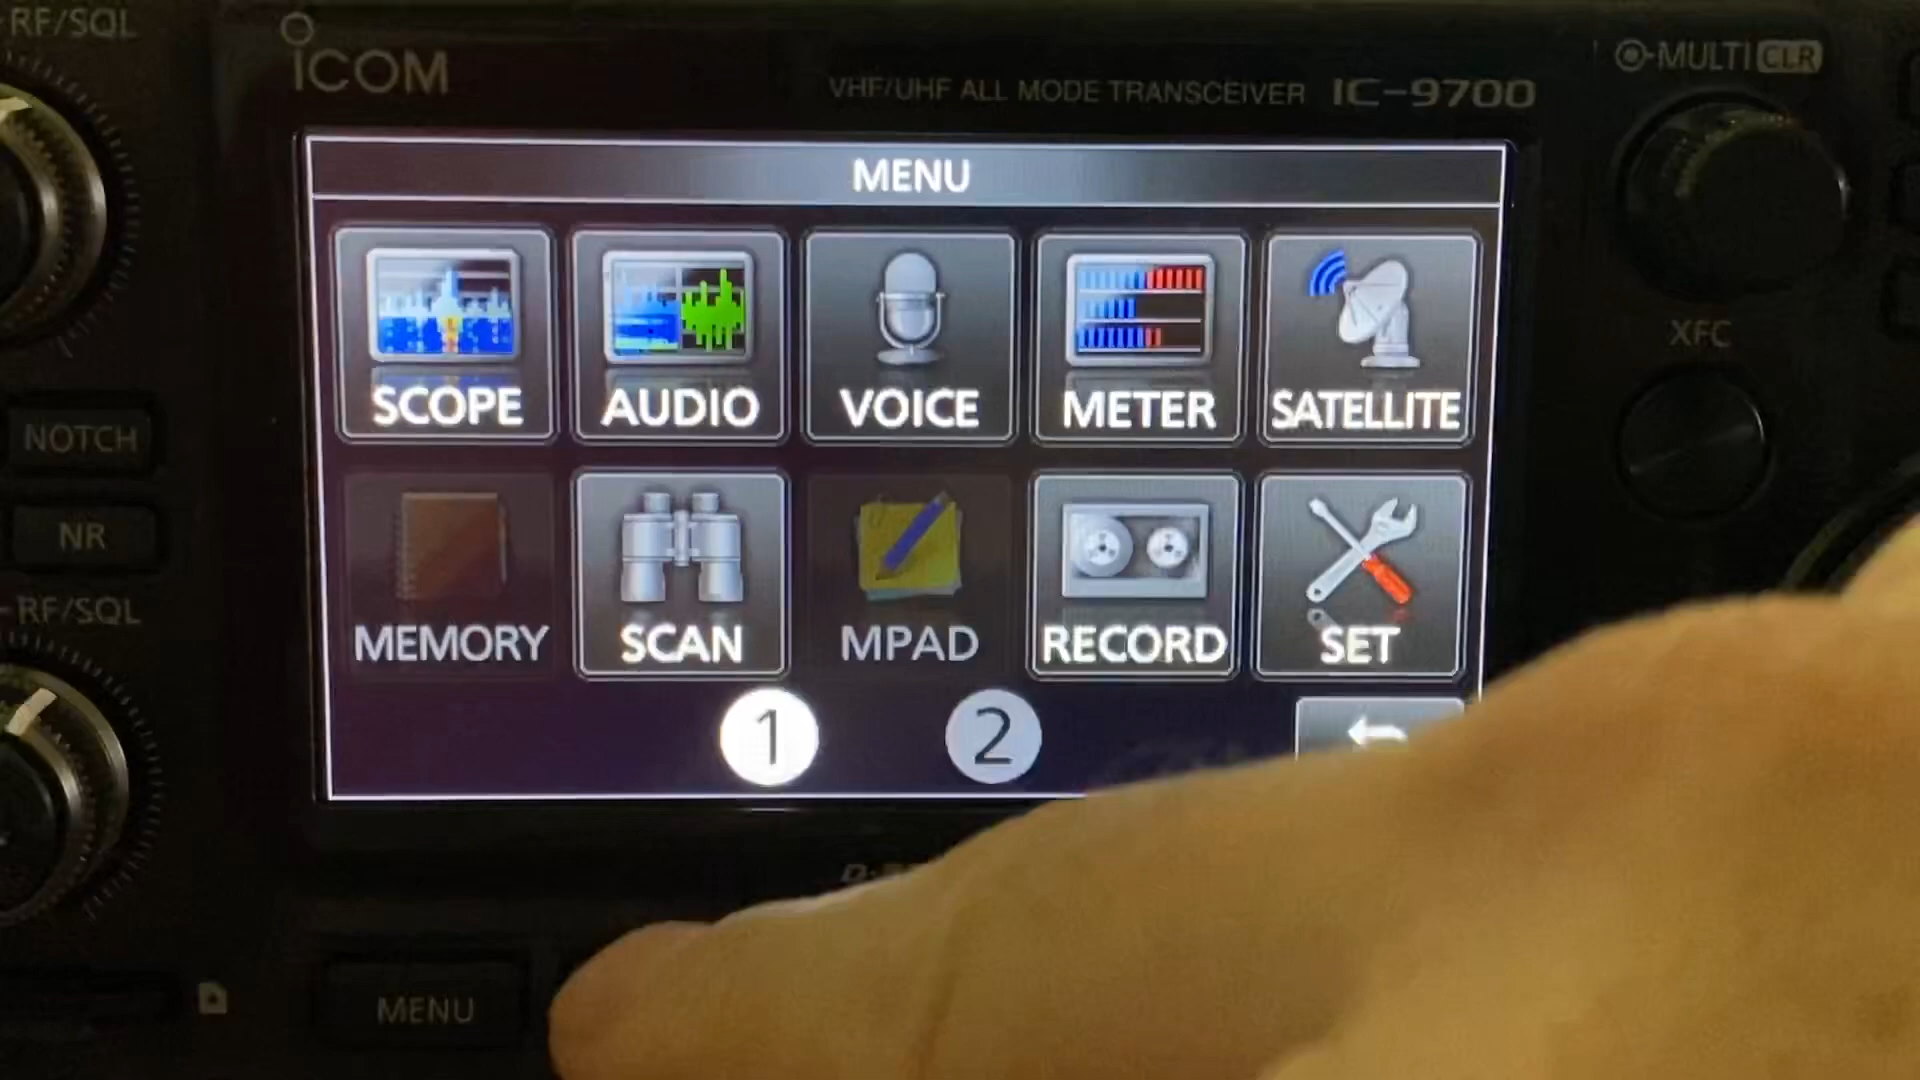 RF/SQL
ICOM
VHF/UHF ALL MODE TRANSCEIVER IC-9700
MULTI CLR
MENU
SCOPE AUDIO VOICE METER SATELLITE
XFC
NOTCH
NR
RF/SQL
MEMORY SCAN MPAD RECORD SET
1 2
MENU